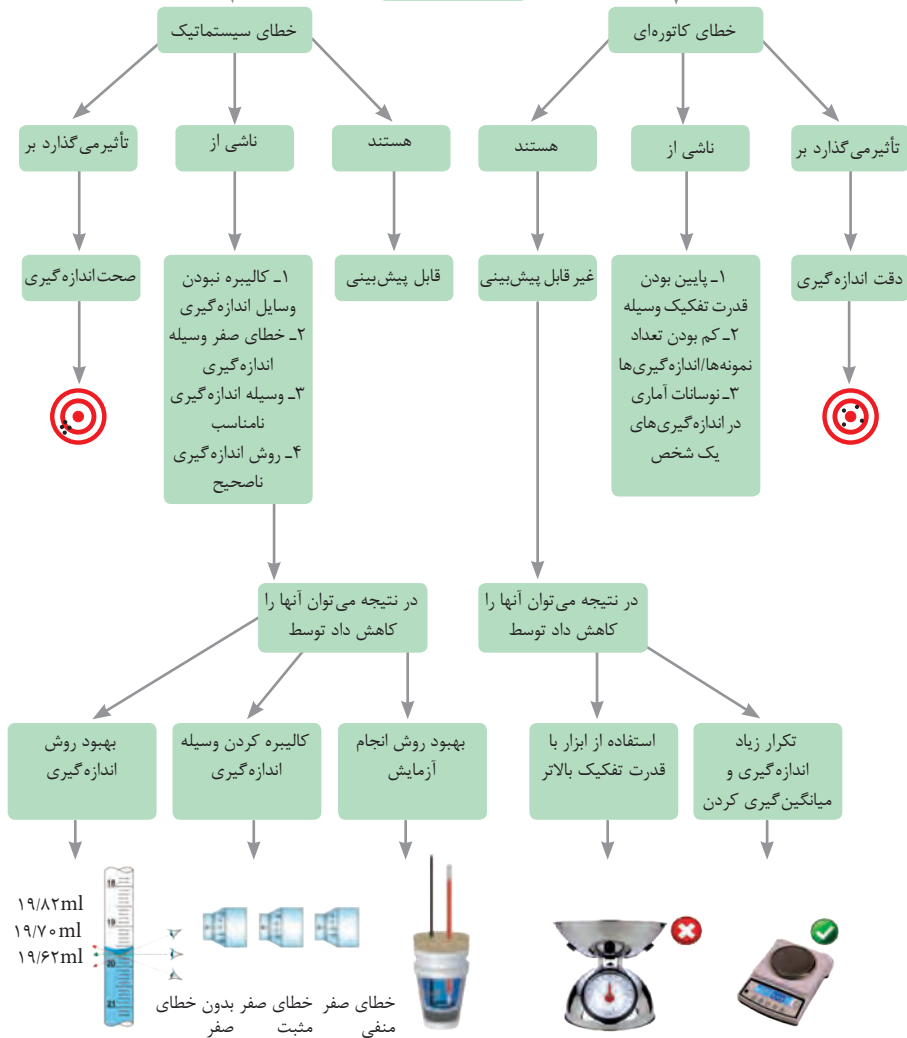 خطای کاتوره‌ای
خطای سیستماتیک
تأثیرمی‌گذارد بر
ناشی از
هستند
هستند
ناشی از
تأثیرمی‌گذارد بر
دقت اندازه‌گیری
۱ـ پایین بودن
قدرت تفکیک وسیله
۲ـ کم بودن تعداد
نمونه‌ها/اندازه‌گیری‌ها
۳ـ نوسانات آماری
در اندازه‌گیری‌های
یک شخص
غیر قابل پیش‌بینی
قابل پیش‌بینی
۱ـ کالیبره نبودن
وسایل اندازه‌گیری
۲ـ خطای صفر وسیله
اندازه‌گیری
۳ـ وسیله اندازه‌گیری
نامناسب
۴ـ روش اندازه‌گیری
ناصحیح
صحت‌اندازه‌گیری
در نتیجه می‌توان آنها را
کاهش داد توسط
در نتیجه می‌توان آنها را
کاهش داد توسط
تکرار زیاد
اندازه‌گیری و
میانگین‌گیری کردن
استفاده از ابزار با
قدرت تفکیک بالاتر
بهبود روش انجام
آزمایش
کالیبره کردن وسیله
اندازه‌گیری
بهبود روش
اندازه‌گیری
خطای صفر
منفی
خطای صفر
مثبت
بدون خطای
صفر
18
19
20
21
۱۹/۸۲ml
۱۹/۷۰ml
۱۹/۶۲ml